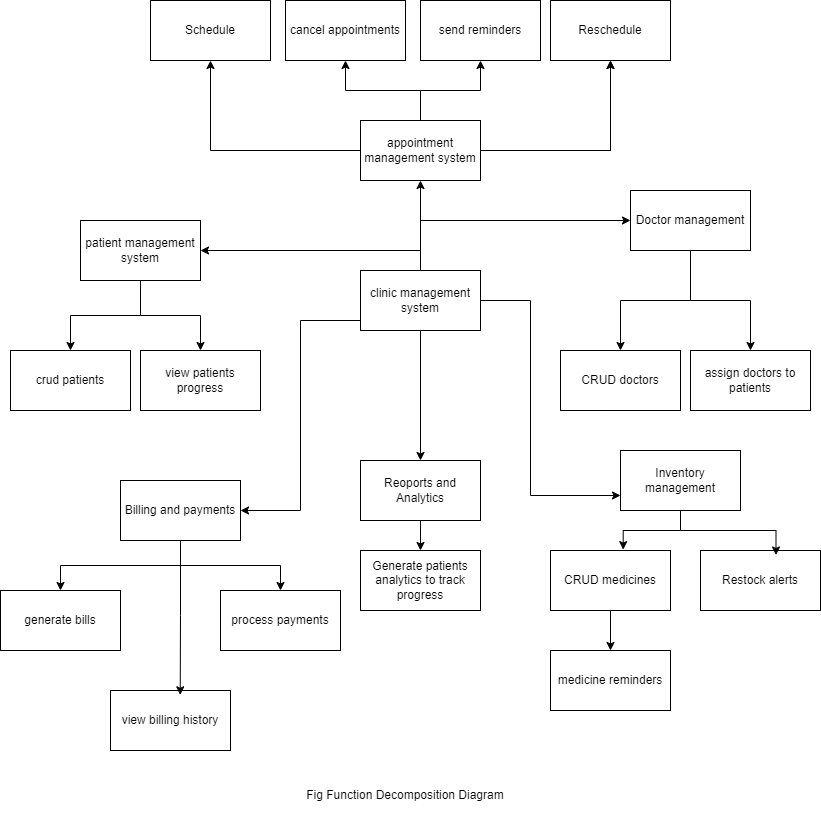 Schedule
cancel appointments
send reminders
Reschedule
appointment
management system
Doctor management
patient management
system
clinic management
system
crud patients
view patients
progress
CRUD doctors
assign doctors to
patients
Billing and payments
Reoports and
Analytics
Inventory
management
generate bills
process payments
Generate patients
analytics to track
progress
CRUD medicines
Restock alerts
medicine reminders
view billing history
Fig Function Decomposition Diagram